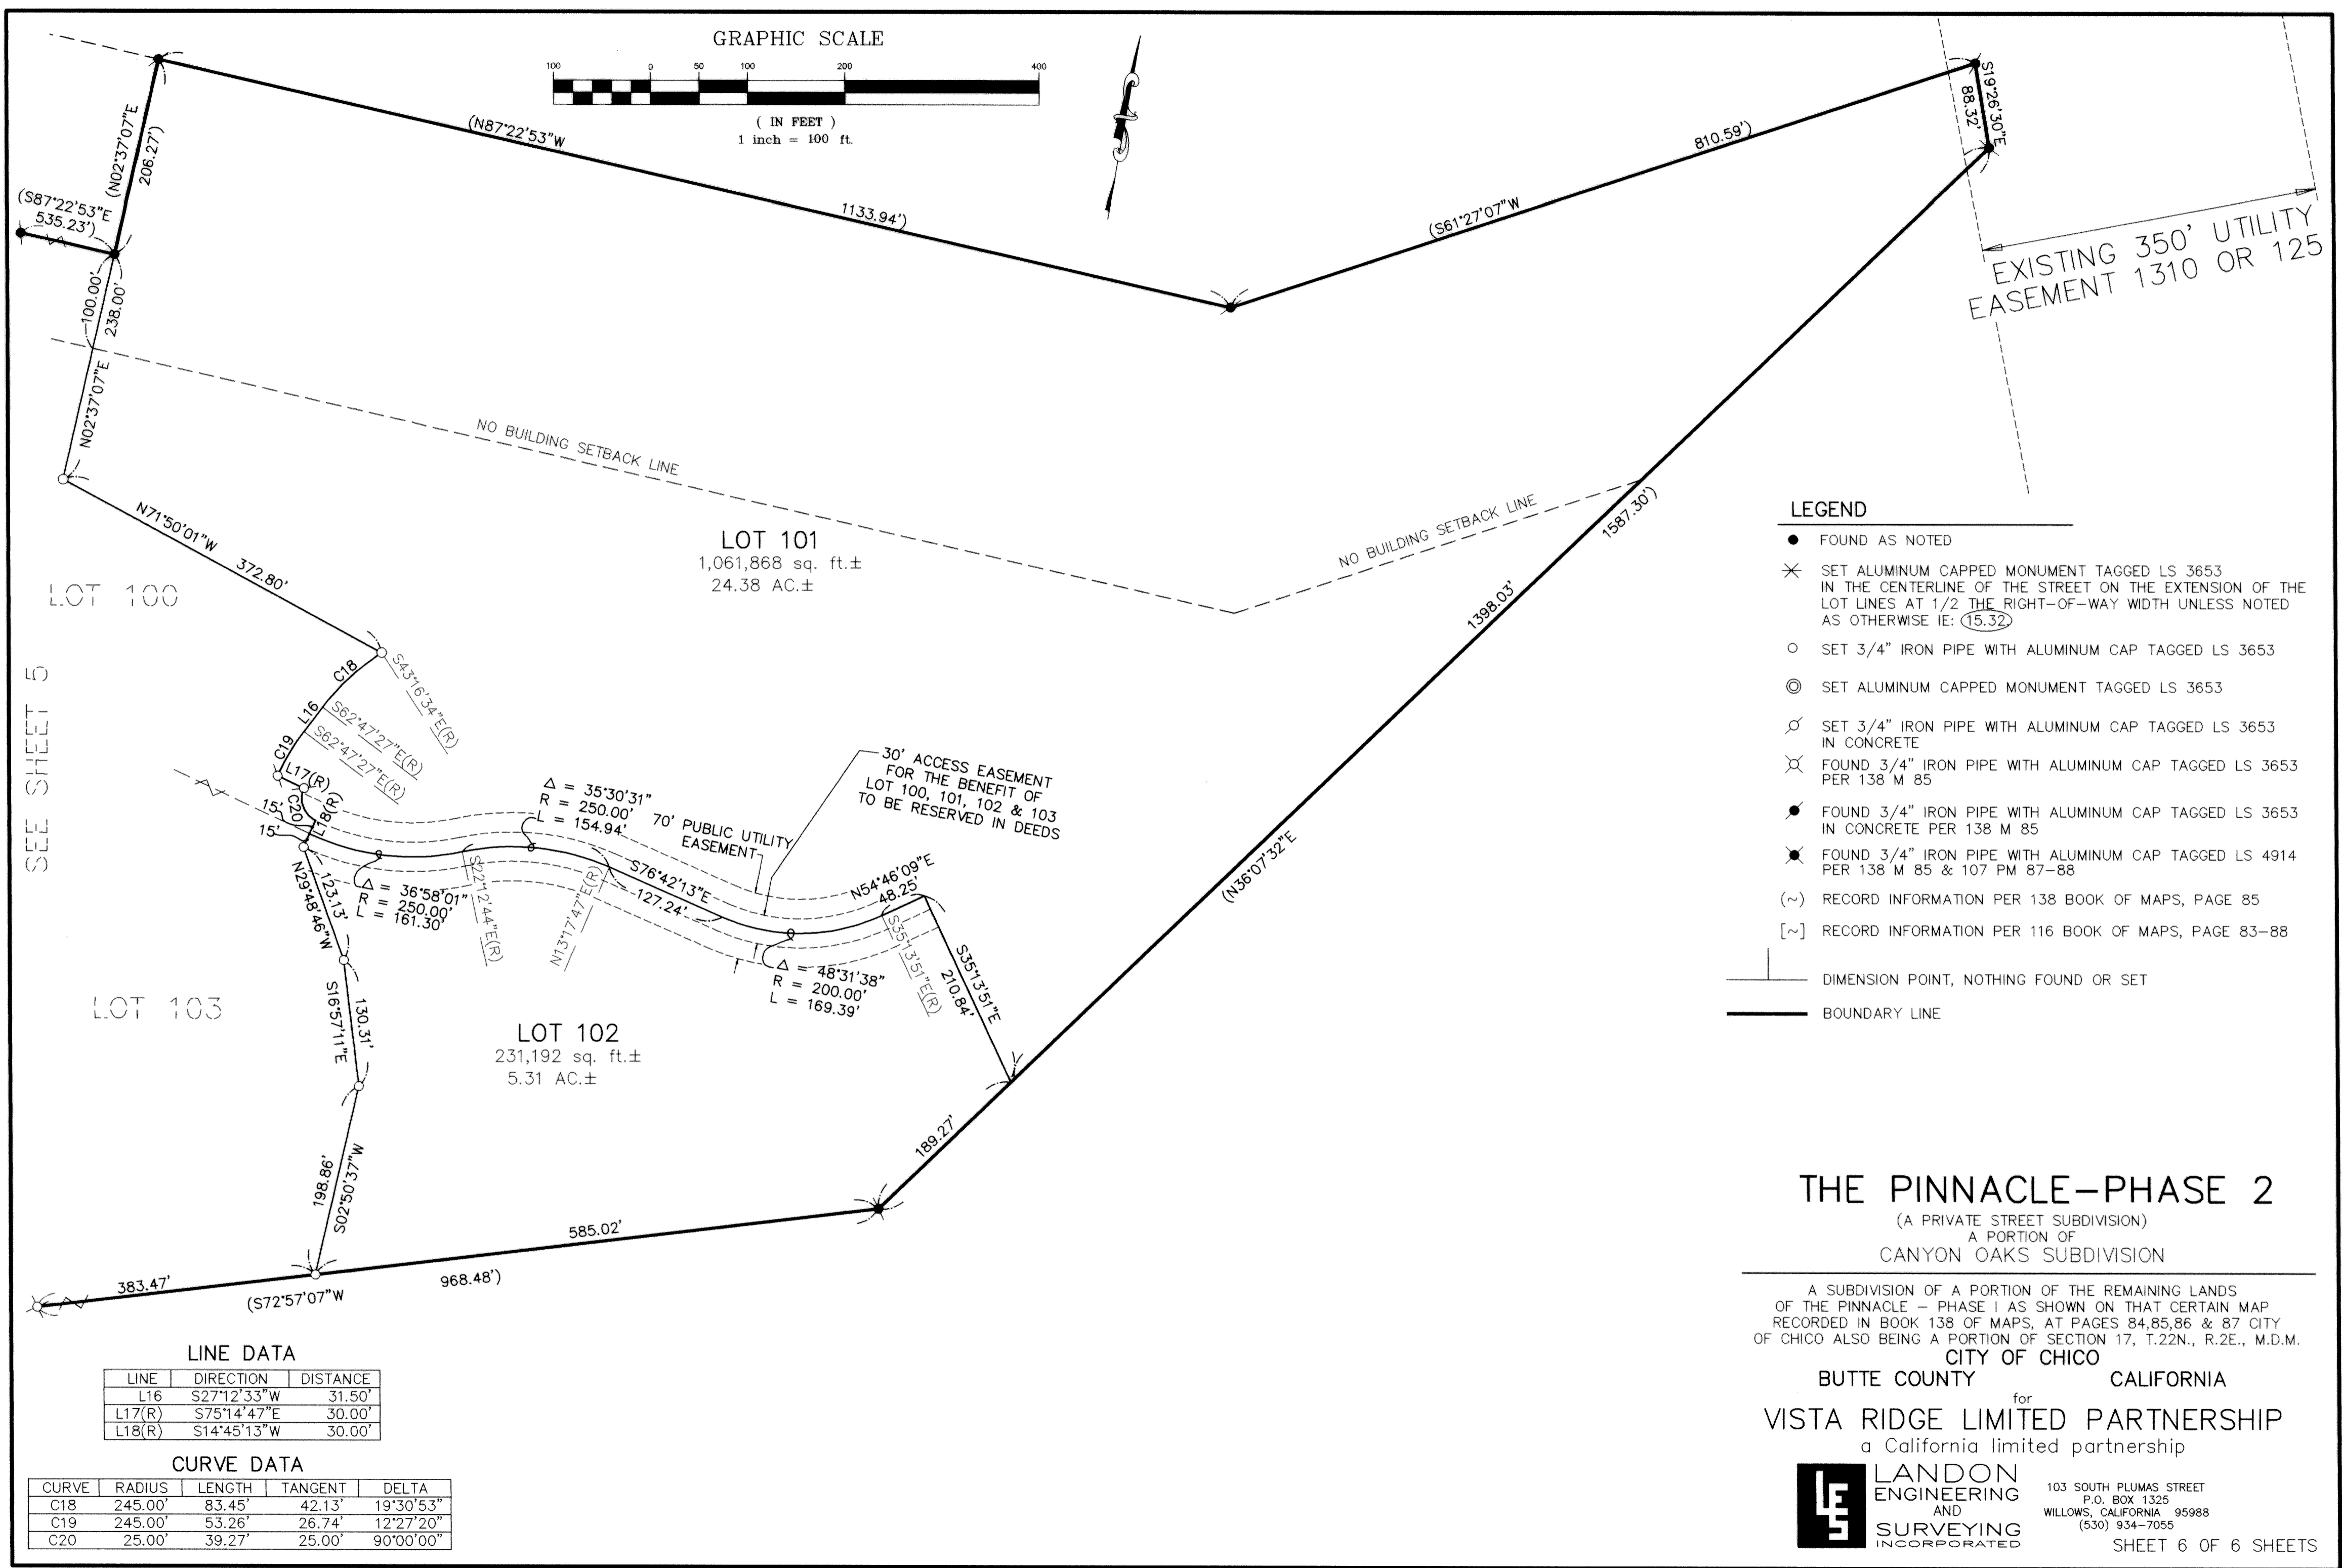 GRAPHIC SCALE
100 0 50 100 200 400
( IN FEET )
1 inch = 100 ft.
(N02°37'07"E
206.27')
(S87°22'53"E
535.23')
100.00'
238.00'
N02°37'07"E
(N87°22'53"W
1133.94')
(S61°27'07"W
810.59')
S19°26'30"E
88.32'
EXISTING 350' UTILITY
EASEMENT 1310 OR 125
NO BUILDING SETBACK LINE
NO BUILDING SETBACK LINE
1587.30')
1398.03'
(N36°07'32"E
189.27'
N71°50'01"W
372.80'
LOT 100
LOT 101
1,061,868 sq. ft.±
24.38 AC.±
SEE SHEET 5
C18
S43°16'34"E(R)
L16
S62°47'27"E(R)
S62°47'27"E(R)
C19
L17(R)
C20
L18(R)
15'
15'
Δ = 35°30'31"
R = 250.00'
L = 154.94'
70' PUBLIC UTILITY
EASEMENT
30' ACCESS EASEMENT
FOR THE BENEFIT OF
LOT 100, 101, 102 & 103
TO BE RESERVED IN DEEDS
Δ = 36°58'01"
R = 250.00'
L = 161.30'
S22°12'44"E(R)
N13°17'47"E(R)
S76°42'13"E
127.24'
N54°46'09"E
48.25'
S35°13'51"E(R)
S35°13'51"E
210.84'
Δ = 48°31'38"
R = 200.00'
L = 169.39'
123.13'
N29°48'46"W
130.31'
S16°57'11"E
LOT 103
LOT 102
231,192 sq. ft.±
5.31 AC.±
198.86'
S02°50'37"W
585.02'
383.47'
(S72°57'07"W
968.48')
LEGEND
FOUND AS NOTED
SET ALUMINUM CAPPED MONUMENT TAGGED LS 3653
IN THE CENTERLINE OF THE STREET ON THE EXTENSION OF THE
LOT LINES AT 1/2 THE RIGHT-OF-WAY WIDTH UNLESS NOTED
AS OTHERWISE IE: 15.32
SET 3/4" IRON PIPE WITH ALUMINUM CAP TAGGED LS 3653
SET ALUMINUM CAPPED MONUMENT TAGGED LS 3653
SET 3/4" IRON PIPE WITH ALUMINUM CAP TAGGED LS 3653
IN CONCRETE
FOUND 3/4" IRON PIPE WITH ALUMINUM CAP TAGGED LS 3653
PER 138 M 85
FOUND 3/4" IRON PIPE WITH ALUMINUM CAP TAGGED LS 3653
IN CONCRETE PER 138 M 85
FOUND 3/4" IRON PIPE WITH ALUMINUM CAP TAGGED LS 4914
PER 138 M 85 & 107 PM 87-88
(~) RECORD INFORMATION PER 138 BOOK OF MAPS, PAGE 85
[~] RECORD INFORMATION PER 116 BOOK OF MAPS, PAGE 83-88
DIMENSION POINT, NOTHING FOUND OR SET
BOUNDARY LINE
THE PINNACLE-PHASE 2
(A PRIVATE STREET SUBDIVISION)
A PORTION OF
CANYON OAKS SUBDIVISION
A SUBDIVISION OF A PORTION OF THE REMAINING LANDS
OF THE PINNACLE - PHASE I AS SHOWN ON THAT CERTAIN MAP
RECORDED IN BOOK 138 OF MAPS, AT PAGES 84,85,86 & 87 CITY
OF CHICO ALSO BEING A PORTION OF SECTION 17, T.22N., R.2E., M.D.M.
CITY OF CHICO
BUTTE COUNTY CALIFORNIA
for
VISTA RIDGE LIMITED PARTNERSHIP
a California limited partnership
LES
LANDON
ENGINEERING
AND
SURVEYING
INCORPORATED
103 SOUTH PLUMAS STREET
P.O. BOX 1325
WILLOWS, CALIFORNIA 95988
(530) 934-7055
SHEET 6 OF 6 SHEETS
LINE DATA
LINE DIRECTION DISTANCE
L16 S27°12'33"W 31.50'
L17(R) S75°14'47"E 30.00'
L18(R) S14°45'13"W 30.00'
CURVE DATA
CURVE RADIUS LENGTH TANGENT DELTA
C18 245.00' 83.45' 42.13' 19°30'53"
C19 245.00' 53.26' 26.74' 12°27'20"
C20 25.00' 39.27' 25.00' 90°00'00"